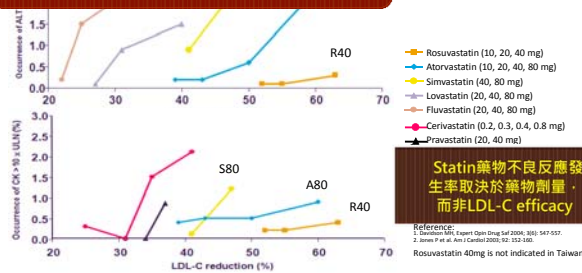 Occurrence of ALT
1.5
1.0
0.5
0.0
R40
20
30
40
50
60
70
Rosuvastatin (10, 20, 40 mg)
Atorvastatin (10, 20, 40, 80 mg)
Simvastatin (40, 80 mg)
Lovastatin (20, 40, 80 mg)
Fluvastatin (20, 40, 80 mg)
Cerivastatin (0.2, 0.3, 0.4, 0.8 mg)
Pravastatin (20, 40 mg)
Occurrence of CK > 10 x ULN (%)
3.0
2.5
2.0
1.5
1.0
0.5
0.0
S80
A80
R40
20
30
40
50
60
70
LDL-C reduction (%)
Statin藥物不良反應發
生率取決於藥物劑量，
而非LDL-C efficacy
Reference:
1. Davidson MH, Expert Opin Drug Saf 2004; 3(6): 547-557.
2. Jones P et al. Am J Cardiol 2003; 92: 152-160.
Rosuvastatin 40mg is not indicated in Taiwan